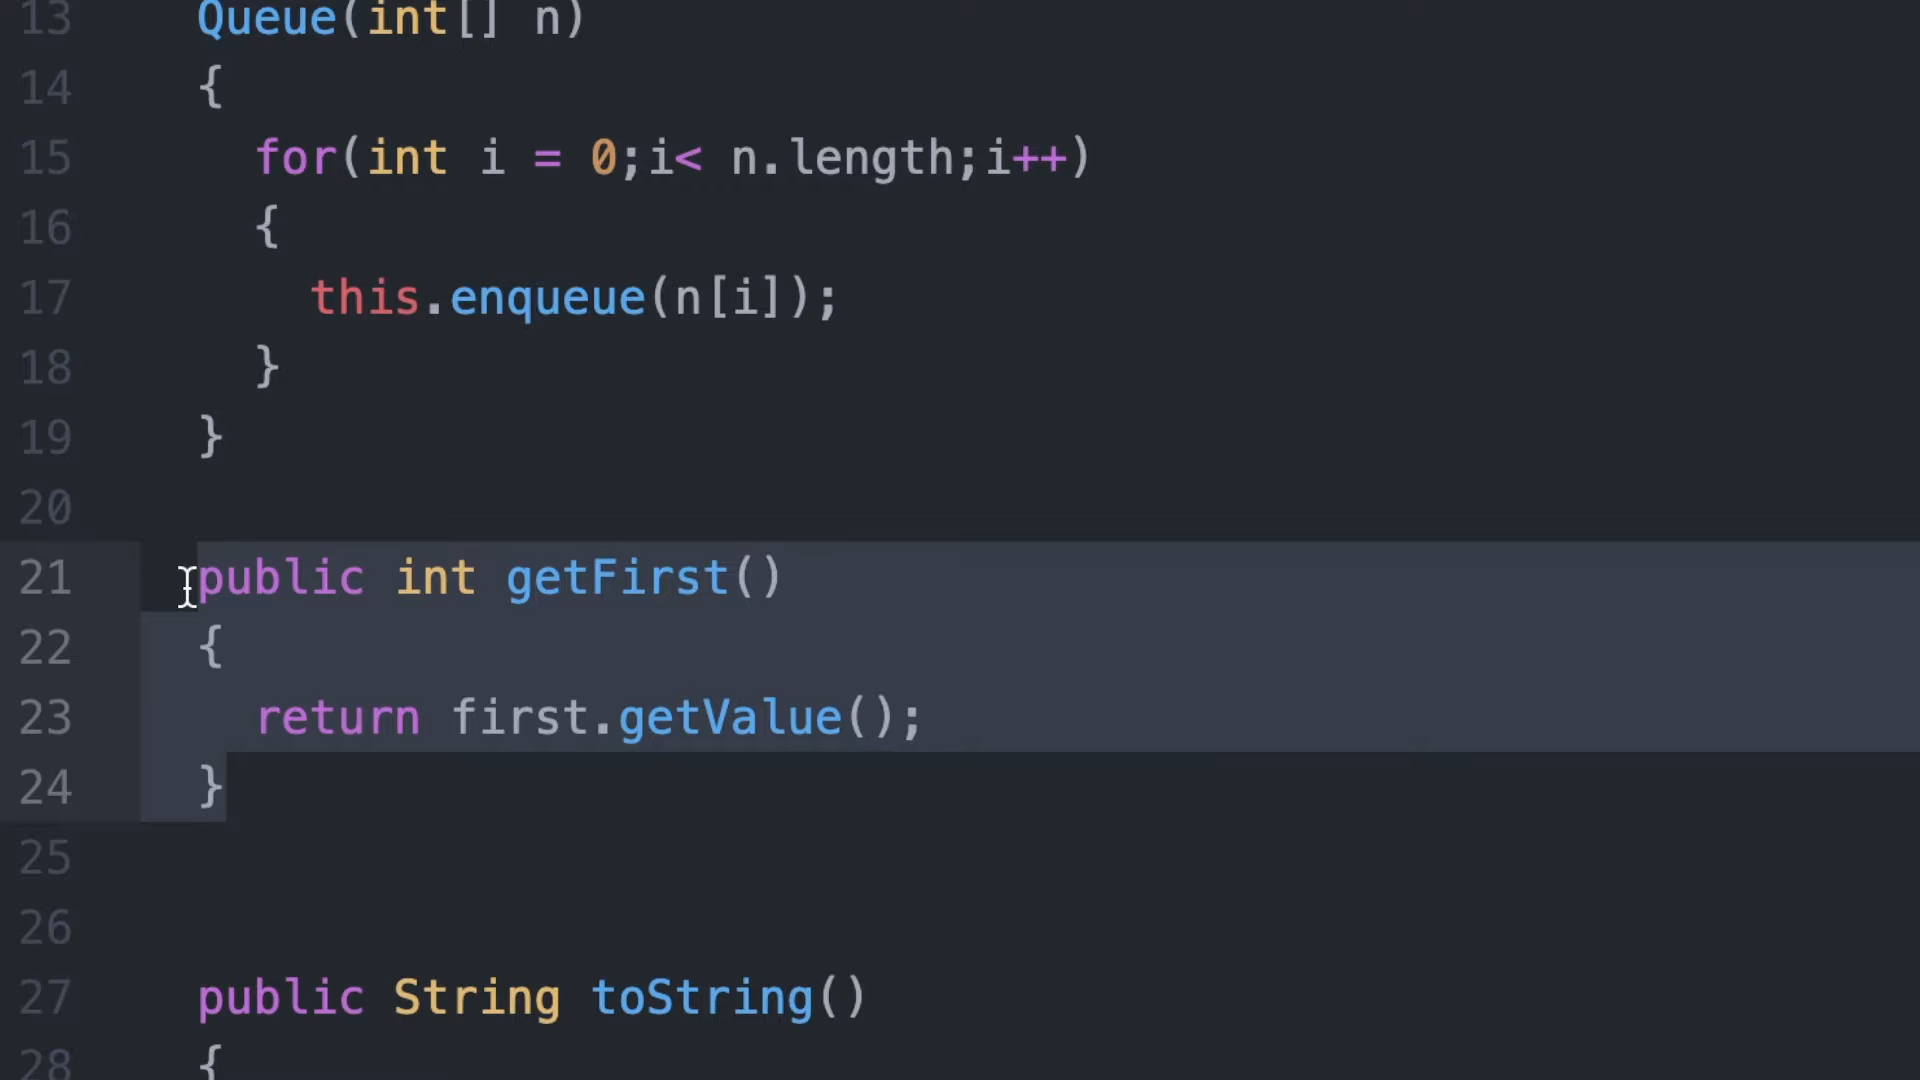 13 Queue(int[] n)
14 {
15 for(int i = 0;i< n.length;i++)
16 {
17 this.enqueue(n[i]);
18 }
19 }
20
21 public int getFirst()
22 {
23 return first.getValue();
24 }
25
26
27 public String toString()
28 {